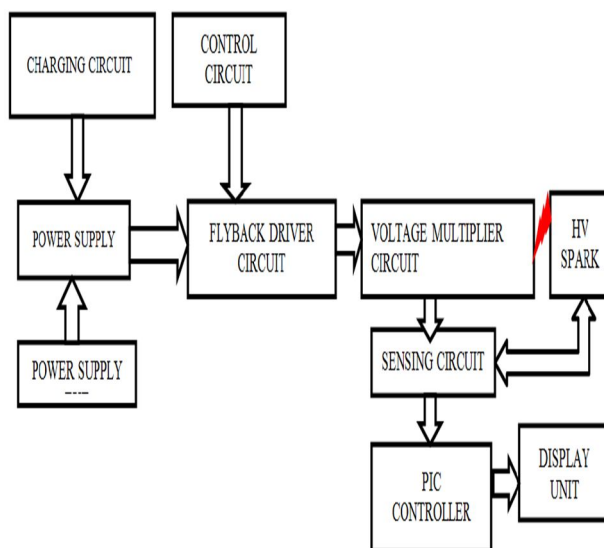 CHARGING CIRCUIT
CONTROL
CIRCUIT
POWER SUPPLY
FLYBACK DRIVER
CIRCUIT
VOLTAGE MULTIPLIER
CIRCUIT
HV
SPARK
POWER SUPPLY
SENSING CIRCUIT
PIC
CONTROLLER
DISPLAY
UNIT